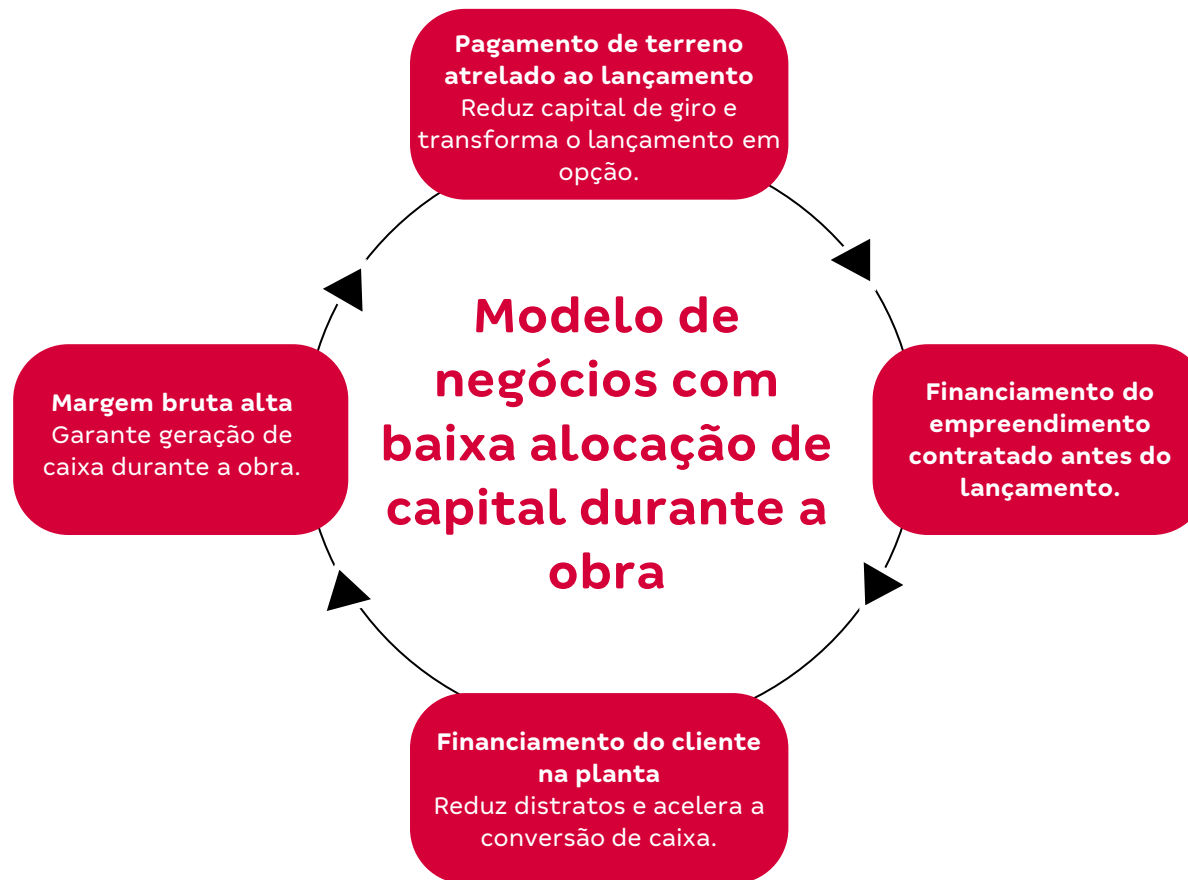 Pagamento de terreno
atrelado ao lançamento
Reduz capital de giro e
transforma o lançamento em
opção.
Modelo de
negócios com
baixa alocação de
capital durante a
obra
Margem bruta alta
Garante geração de
caixa durante a obra.
Financiamento do
empreendimento
contratado antes do
lançamento.
Financiamento do cliente
na planta
Reduz distratos e acelera a
conversão de caixa.